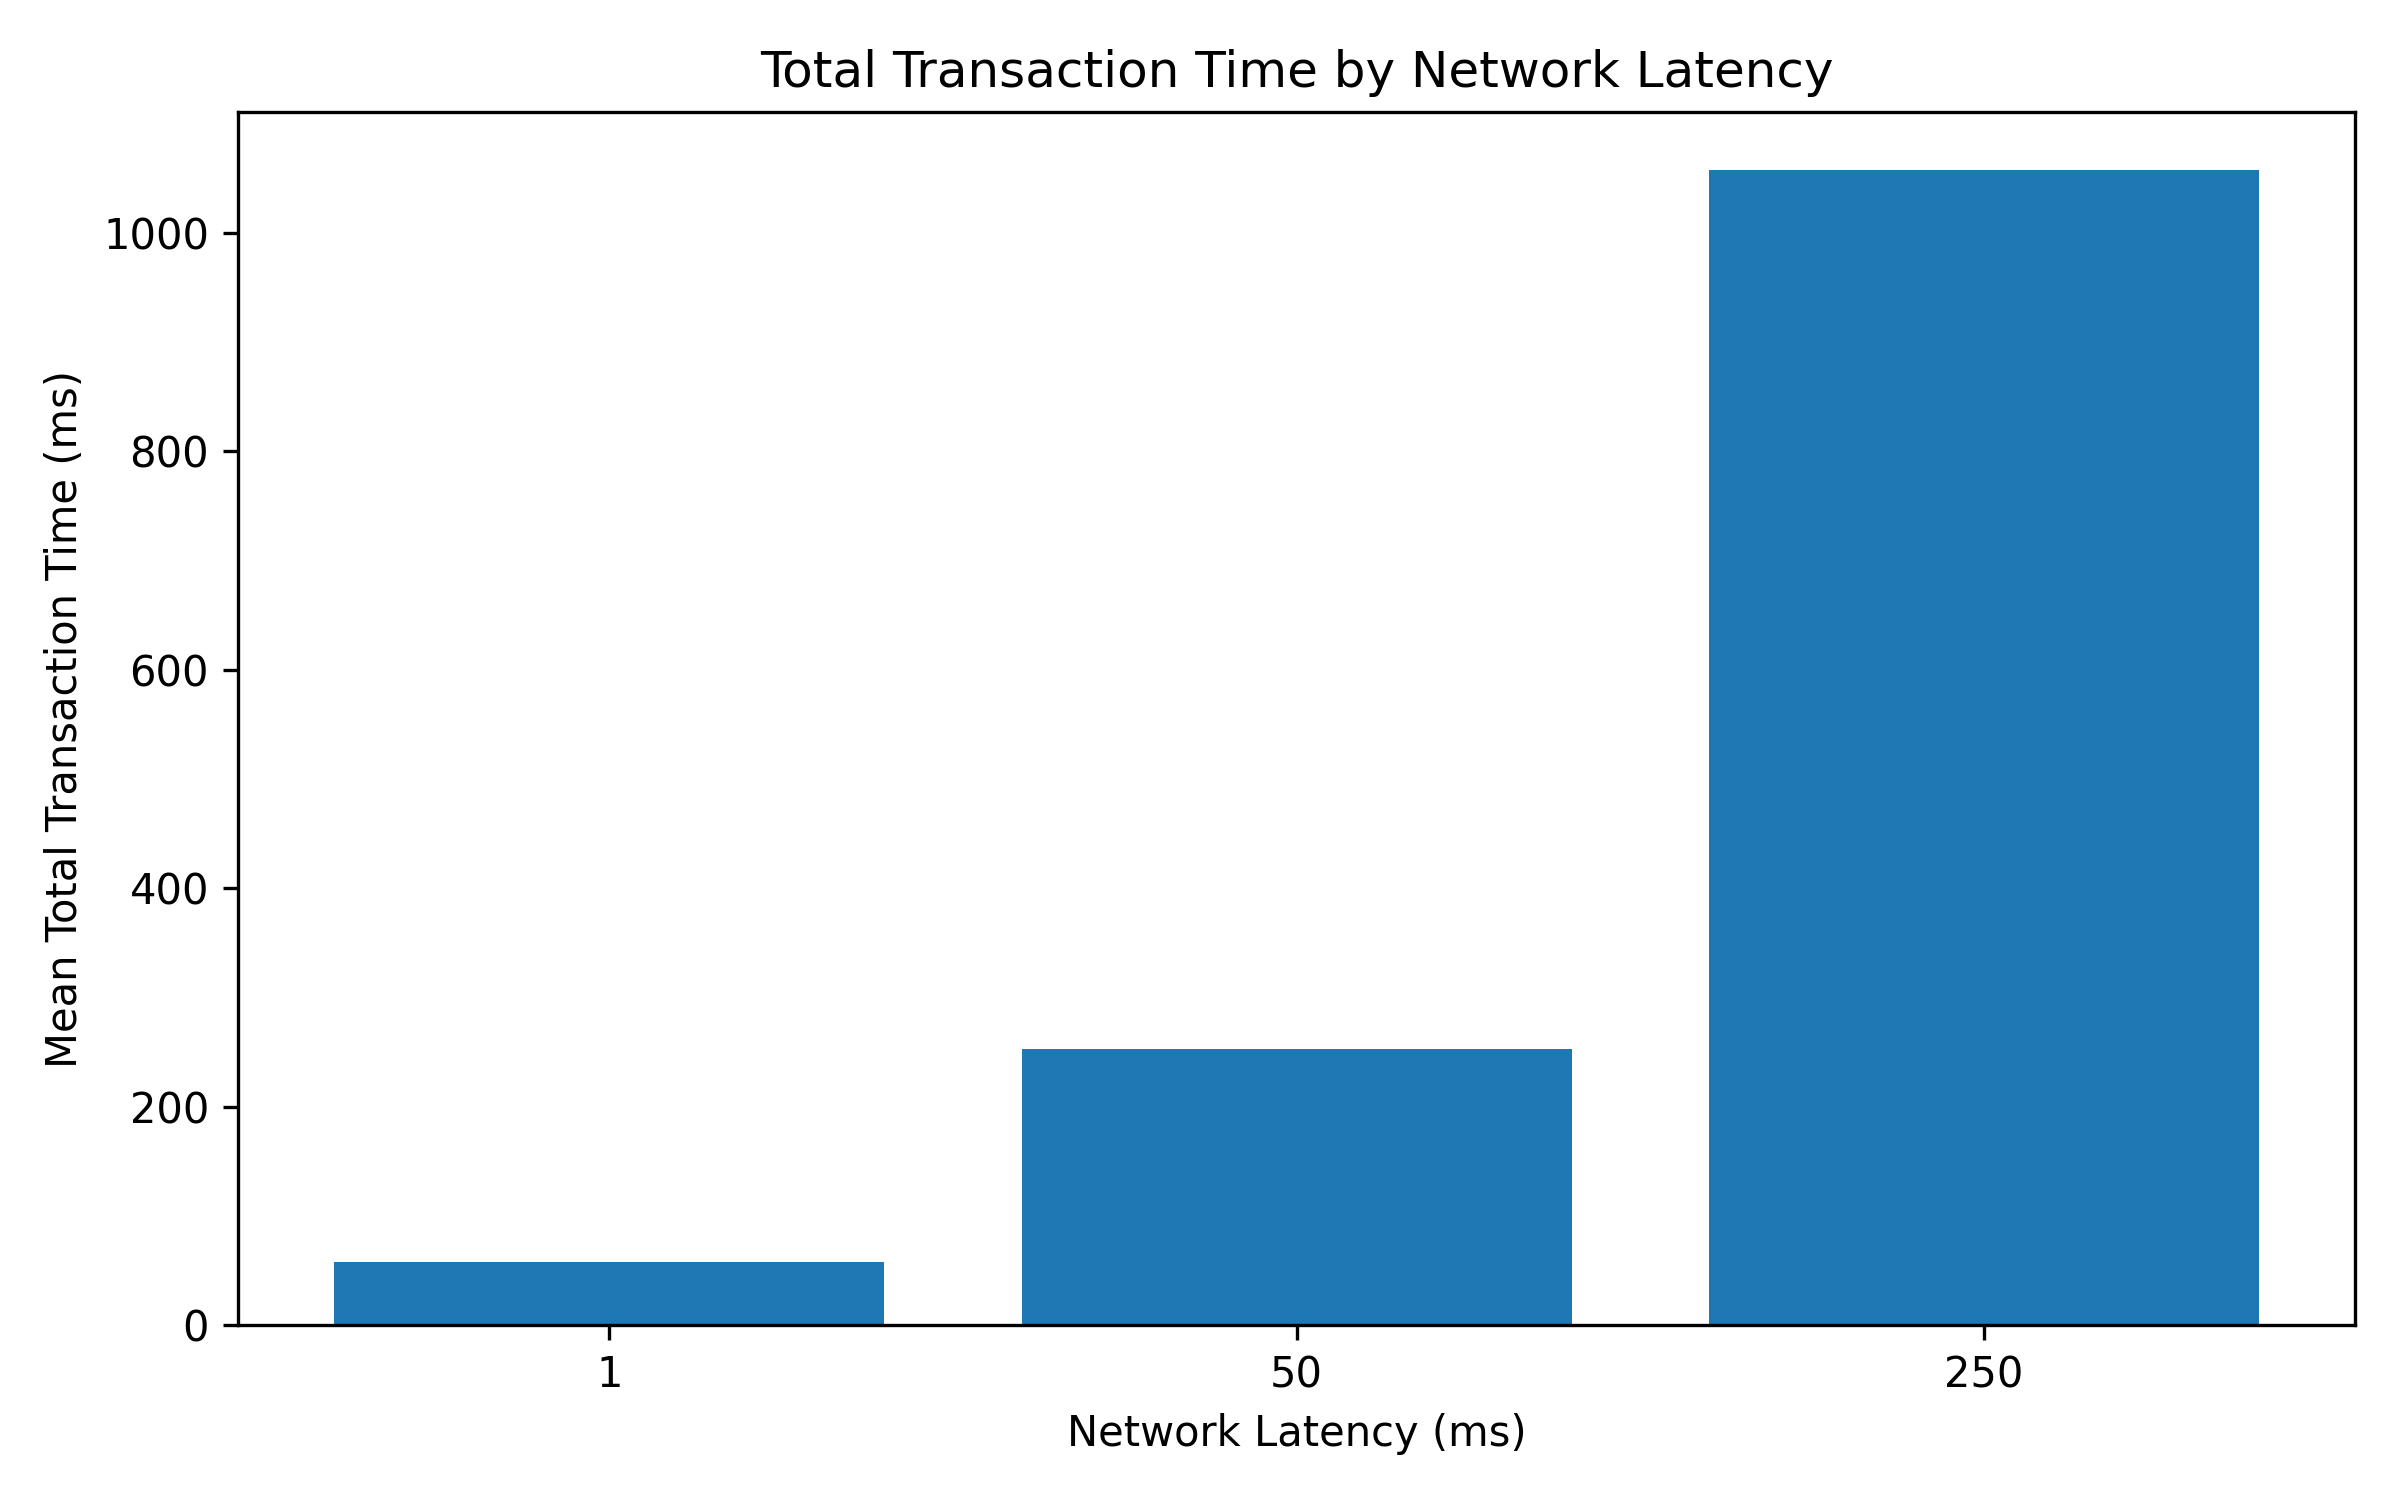 Total Transaction Time by Network Latency
Mean Total Transaction Time (ms)
1000
800
600
400
200
0
1 50 250
Network Latency (ms)